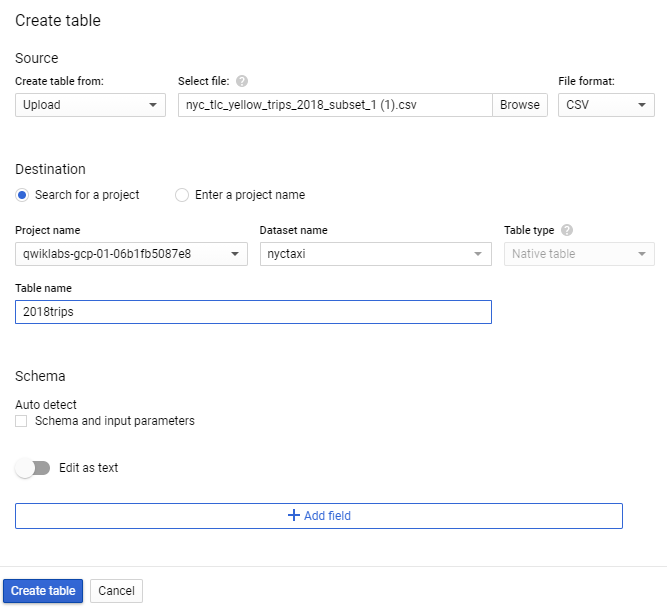 Create table
Source
Create table from: Select file: ? File format:
Upload nyc_tlc_yellow_trips_2018_subset_1 (1).csv Browse CSV
Destination
Search for a project Enter a project name
Project name Dataset name Table type ?
qwiklabs-gcp-01-06b1fb5087e8 nyctaxi Native table
Table name
2018trips
Schema
Auto detect
Schema and input parameters
Edit as text
+ Add field
Create table Cancel